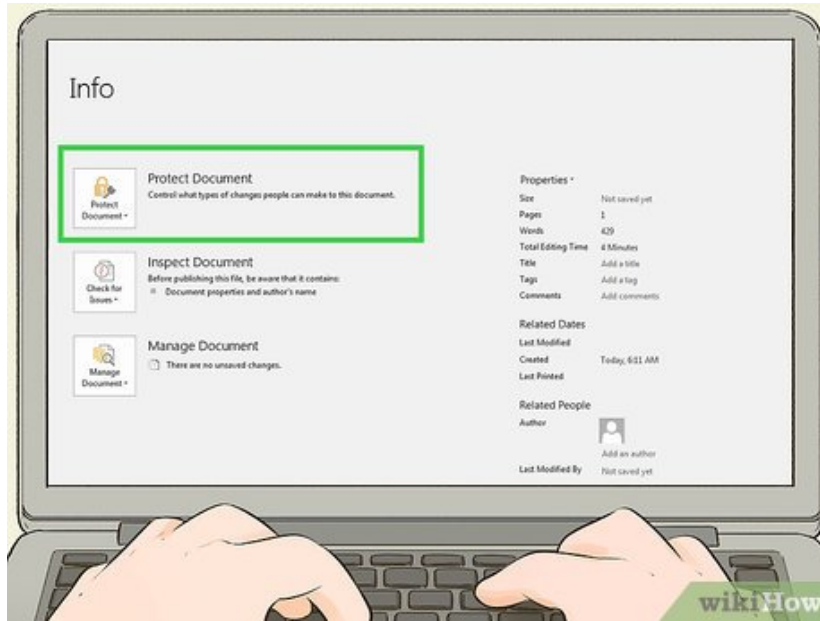 Info
Protect Document
Control what types of changes people can make to this document.
Protect
Document
Inspect Document
Before publishing this file, be aware that it contains:
Document properties and author's name
Check for
Issues
Manage Document
There are no unsaved changes.
Manage
Document
Properties
Size Not saved yet
Pages 1
Words 429
Total Editing Time 4 Minutes
Title Add a title
Tags Add a tag
Comments Add comments
Related Dates
Last Modified
Created Today, 6:11 AM
Last Printed
Related People
Author
Add an author
Last Modified By Not saved yet
wikiHow